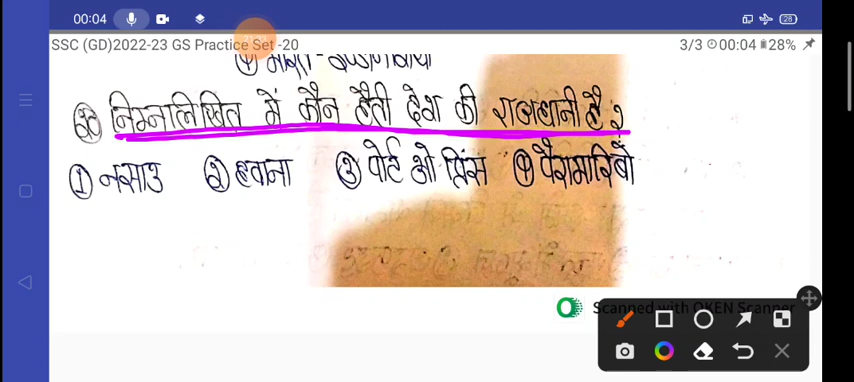 00:04
28
SSC (GD)2022-23 GS Practice Set -20
3/3 00:04 28%
निम्नलिखित में कौन हैती देश की राजधानी है ?
① नसाउ ② हवाना ③ पोर्ट ओ प्रिंस ④ पैरामारिबो
Scanned with OKEN Scanner